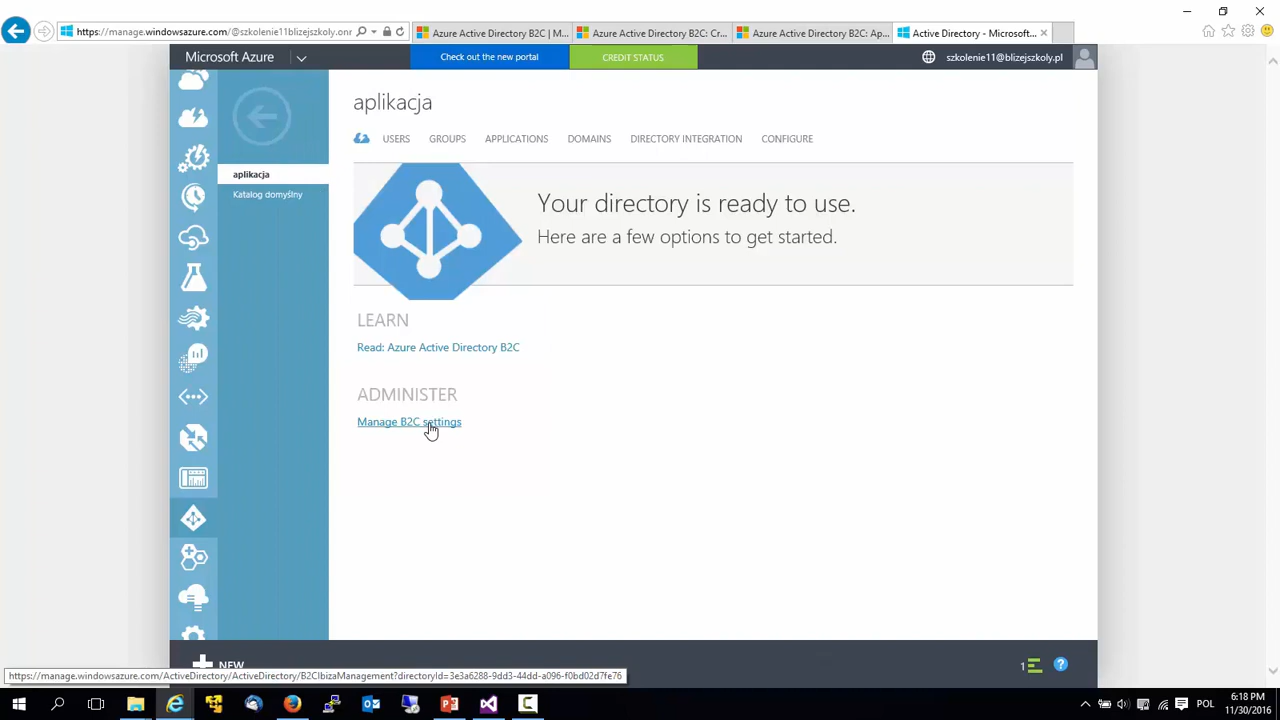 https://manage.windowsazure.com/@szkolenie11blizejszkoly.onr
Azure Active Directory B2C | M...
Azure Active Directory B2C: Cr...
Azure Active Directory B2C: Ap...
Active Directory - Microsoft...
Microsoft Azure
Check out the new portal
CREDIT STATUS
szkolenie11@blizejszkoly.pl
aplikacja
USERS
GROUPS
APPLICATIONS
DOMAINS
DIRECTORY INTEGRATION
CONFIGURE
aplikacja
Katalog domyślny
Your directory is ready to use.
Here are a few options to get started.
LEARN
Read: Azure Active Directory B2C
ADMINISTER
Manage B2C settings
NEW
1
https://manage.windowsazure.com/ActiveDirectory/ActiveDirectory/B2CIbizaManagement?directoryId=3e3a6288-9dd3-44dd-a096-f0bd02d7fe76
POL
6:18 PM
11/30/2016